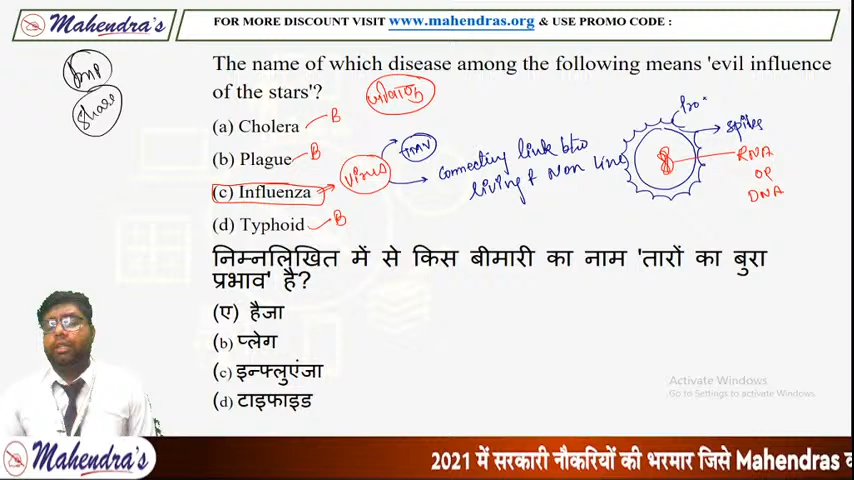 Mahendra's
FOR MORE DISCOUNT VISIT www.mahendras.org & USE PROMO CODE :
Share
The name of which disease among the following means 'evil influence
of the stars'?
(a) Cholera B
(b) Plague B
(c) Influenza Virus
(d) Typhoid B
TMV
Connecting link btw
living & Non
spikes
RNA
OR
DNA
निम्नलिखित में से किस बीमारी का नाम 'तारों का बुरा
प्रभाव' है?
(ए) हैजा
(b) प्लेग
(c) इन्फ्लुएंजा
(d) टाइफाइड
Activate Windows
Go to Settings to activate Windows.
Mahendra's
2021 में सरकारी नौकरियों की भरमार जिसे Mahendras